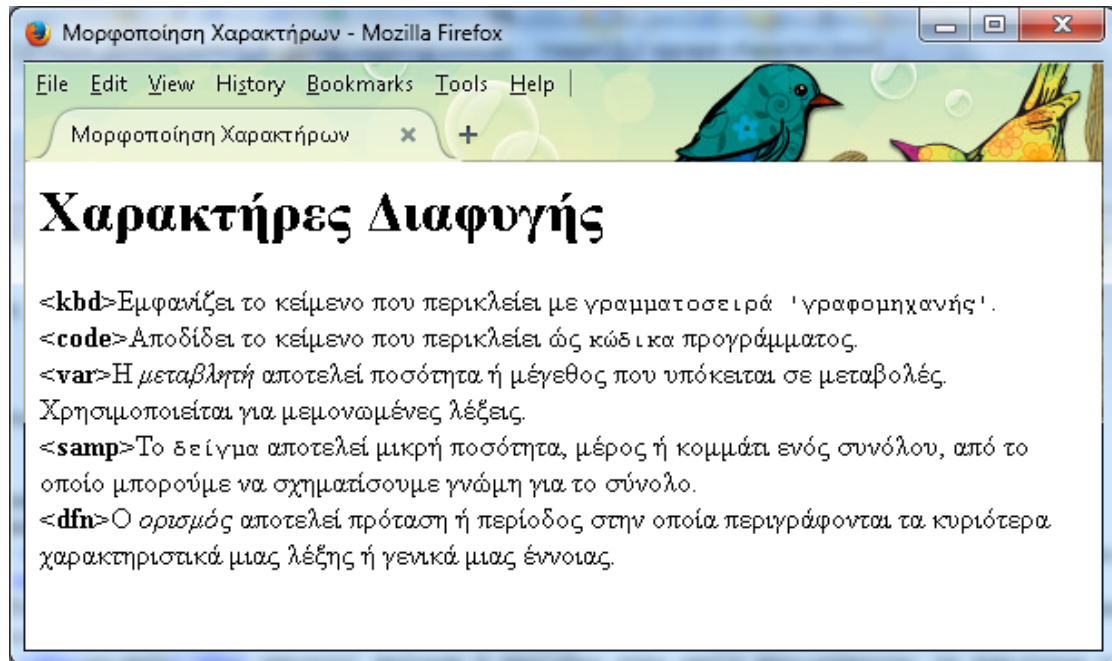 Μορφοποίηση Χαρακτήρων - Mozilla Firefox
File Edit View History Bookmarks Tools Help
Μορφοποίηση Χαρακτήρων
Χαρακτήρες Διαφυγής
<kbd>Εμφανίζει το κείμενο που περικλείει με γραμματοσειρά 'γραφομηχανής'.
<code>Αποδίδει το κείμενο που περικλείει ώς κώδικα προγράμματος.
<var>Η μεταβλητή αποτελεί ποσότητα ή μέγεθος που υπόκειται σε μεταβολές.
Χρησιμοποιείται για μεμονωμένες λέξεις.
<samp>Το δείγμα αποτελεί μικρή ποσότητα, μέρος ή κομμάτι ενός συνόλου, από το
οποίο μπορούμε να σχηματίσουμε γνώμη για το σύνολο.
<dfn>Ο ορισμός αποτελεί πρόταση ή περίοδος στην οποία περιγράφονται τα κυριότερα
χαρακτηριστικά μιας λέξης ή γενικά μιας έννοιας.